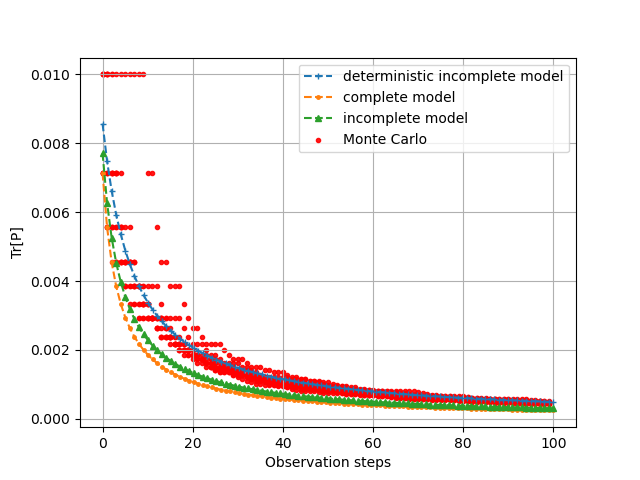 0.010
0.008
0.006
0.004
0.002
0.000
Tr[P]
deterministic incomplete model
complete model
incomplete model
Monte Carlo
0 20 40 60 80 100
Observation steps